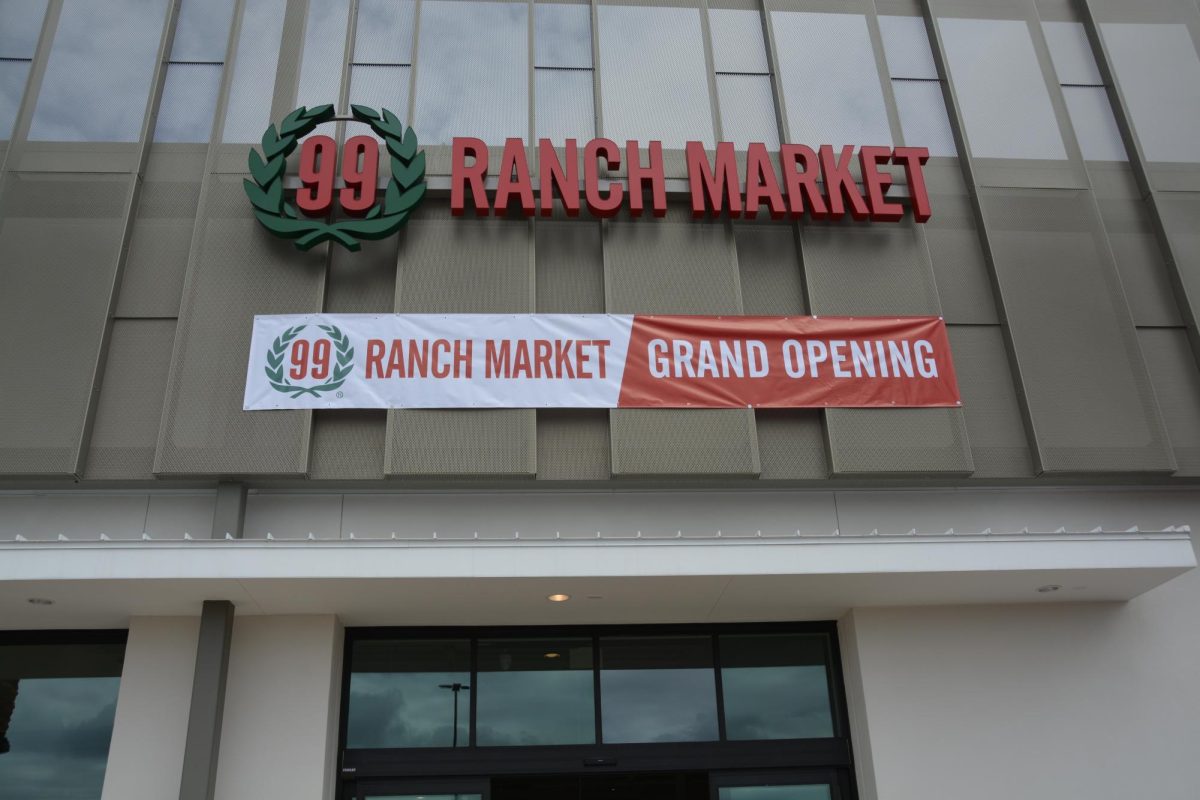 99 RANCH MARKET
99 RANCH MARKET GRAND OPENING
®